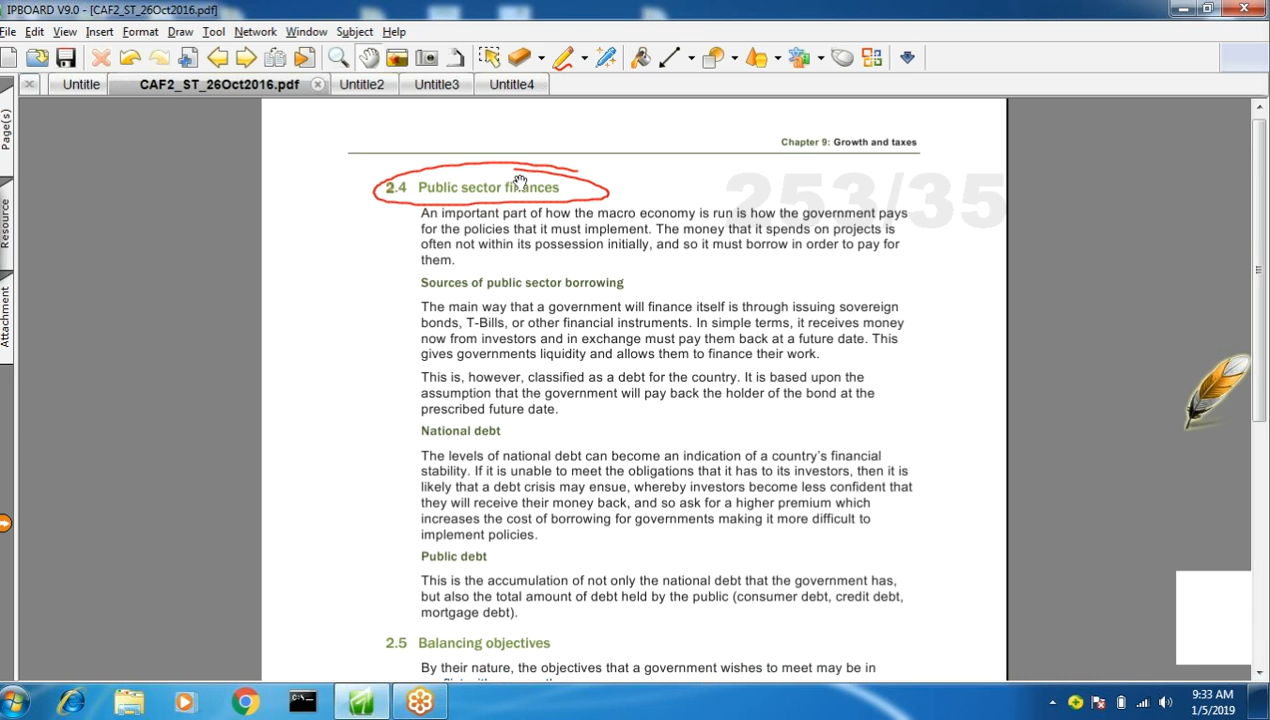 IPBOARD V9.0 - [CAF2_ST_26Oct2016.pdf]
File Edit View Insert Format Draw Tool Network Window Subject Help
Untitle CAF2_ST_26Oct2016.pdf Untitle2 Untitle3 Untitle4
Page(s)
Resource
Attachment
Chapter 9: Growth and taxes
253/35
2.4 Public sector finances
An important part of how the macro economy is run is how the government pays
for the policies that it must implement. The money that it spends on projects is
often not within its possession initially, and so it must borrow in order to pay for
them.
Sources of public sector borrowing
The main way that a government will finance itself is through issuing sovereign
bonds, T-Bills, or other financial instruments. In simple terms, it receives money
now from investors and in exchange must pay them back at a future date. This
gives governments liquidity and allows them to finance their work.
This is, however, classified as a debt for the country. It is based upon the
assumption that the government will pay back the holder of the bond at the
prescribed future date.
National debt
The levels of national debt can become an indication of a country's financial
stability. If it is unable to meet the obligations that it has to its investors, then it is
likely that a debt crisis may ensue, whereby investors become less confident that
they will receive their money back, and so ask for a higher premium which
increases the cost of borrowing for governments making it more difficult to
implement policies.
Public debt
This is the accumulation of not only the national debt that the government has,
but also the total amount of debt held by the public (consumer debt, credit debt,
mortgage debt).
2.5 Balancing objectives
By their nature, the objectives that a government wishes to meet may be in
9:33 AM
1/5/2019